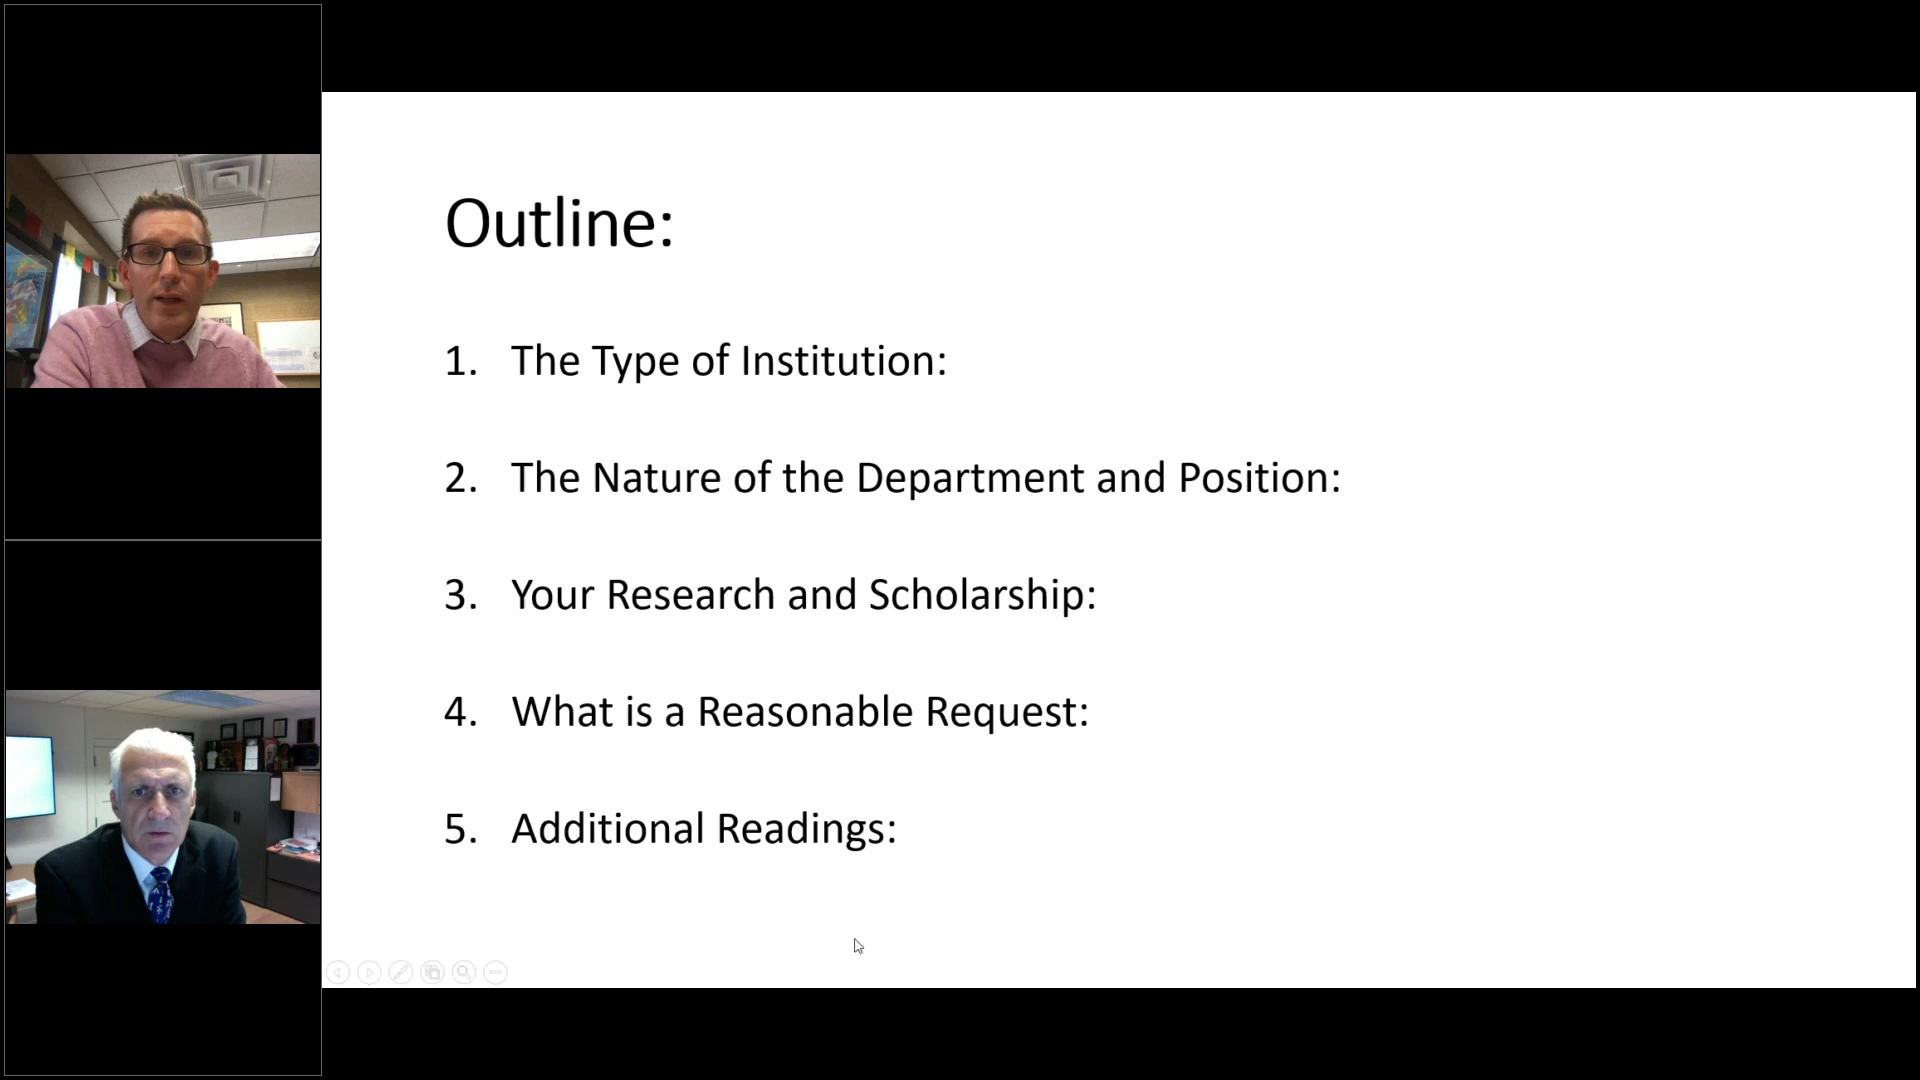 Outline:
1. The Type of Institution:
2. The Nature of the Department and Position:
3. Your Research and Scholarship:
4. What is a Reasonable Request:
5. Additional Readings: